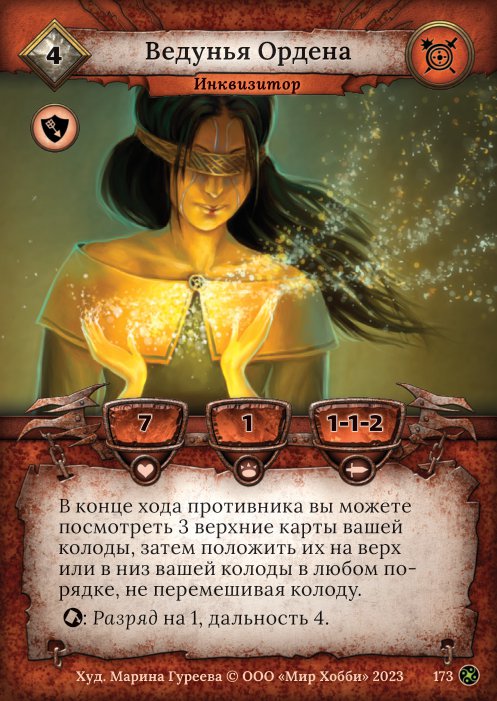 4
Ведунья Ордена
Инквизитор
7
1
1-1-2
В конце хода противника вы можете
посмотреть 3 верхние карты вашей
колоды, затем положить их на верх
или в низ вашей колоды в любом по-
рядке, не перемешивая колоду.
: Разряд на 1, дальность 4.
Худ. Марина Гуреева © ООО «Мир Хобби» 2023
173